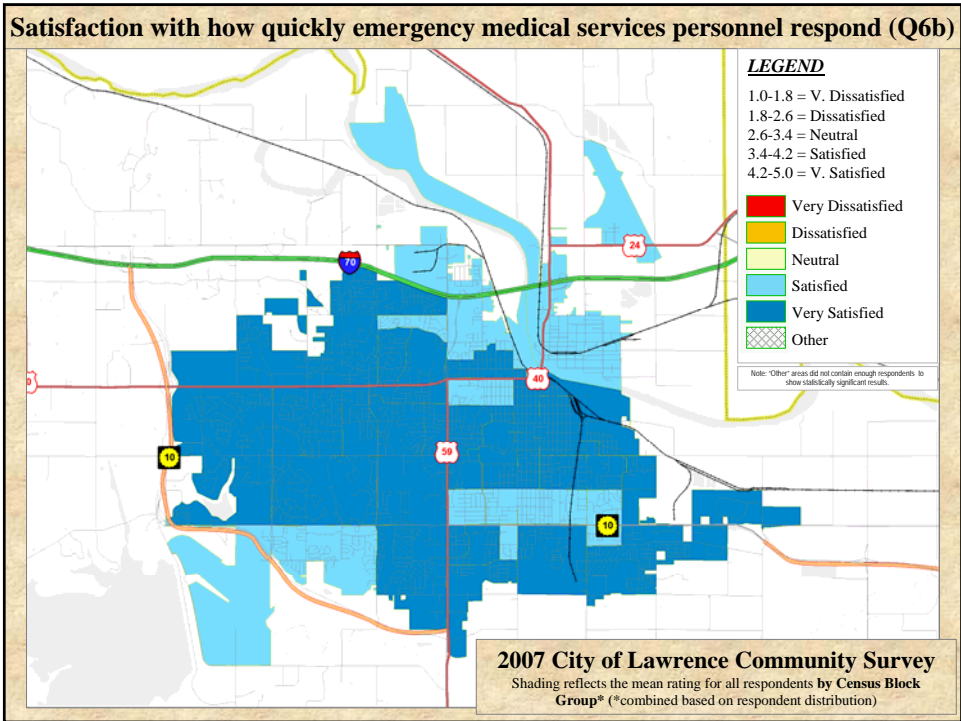 Satisfaction with how quickly emergency medical services personnel respond (Q6b)
LEGEND
1.0-1.8 = V. Dissatisfied
1.8-2.6 = Dissatisfied
2.6-3.4 = Neutral
3.4-4.2 = Satisfied
4.2-5.0 = V. Satisfied
Very Dissatisfied
Dissatisfied
Neutral
Satisfied
Very Satisfied
Other
Note: "Other" areas did not contain enough respondents to
show statistically significant results.
24
70
40
0
59
10
10
2007 City of Lawrence Community Survey
Shading reflects the mean rating for all respondents by Census Block
Group* (*combined based on respondent distribution)